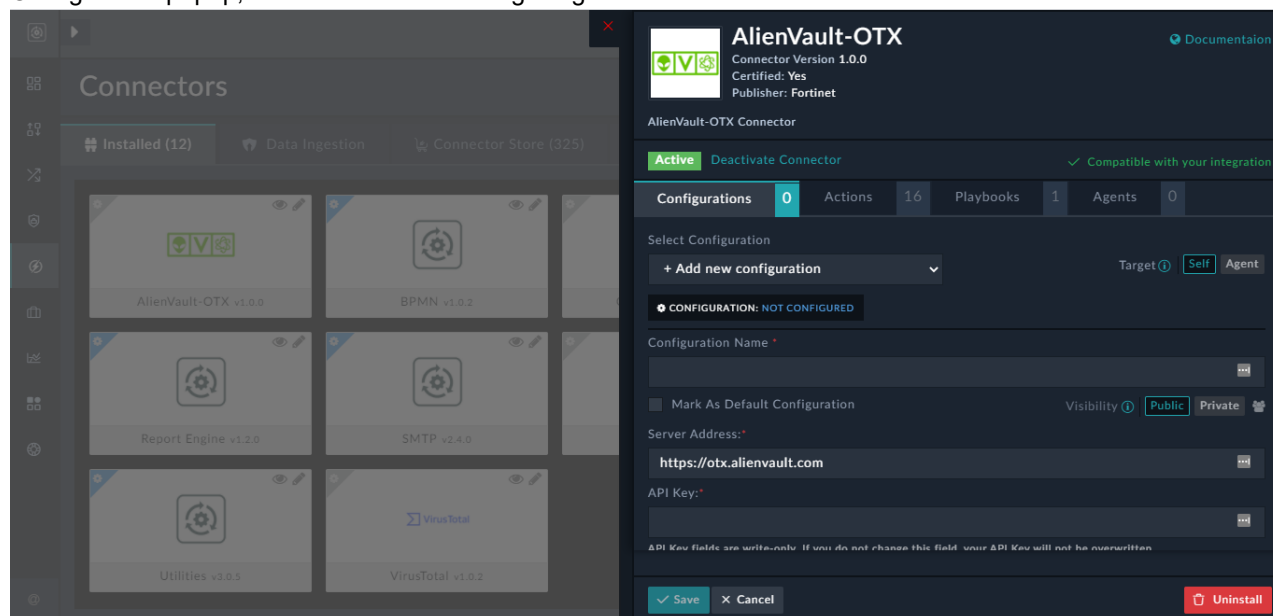 AlienVault-OTX
Documentaion
Connector Version 1.0.0
Certified: Yes
Publisher: Fortinet
AlienVault-OTX Connector
Active Deactivate Connector Compatible with your integration
Configurations 0 Actions 16 Playbooks 1 Agents 0
Select Configuration
+ Add new configuration
Target Self Agent
CONFIGURATION: NOT CONFIGURED
Configuration Name *
Mark As Default Configuration Visibility Public Private
Server Address:*
https://otx.alienvault.com
API Key:*
API Key fields are write-only. If you do not change this field, your API Key will not be overwritten
Save Cancel Uninstall
Connectors
Installed (12) Data Ingestion Connector Store (325)
AlienVault-OTX v1.0.0
BPMN v1.0.2
Report Engine v1.2.0
SMTP v2.4.0
Utilities v3.0.5
VirusTotal
VirusTotal v1.0.2